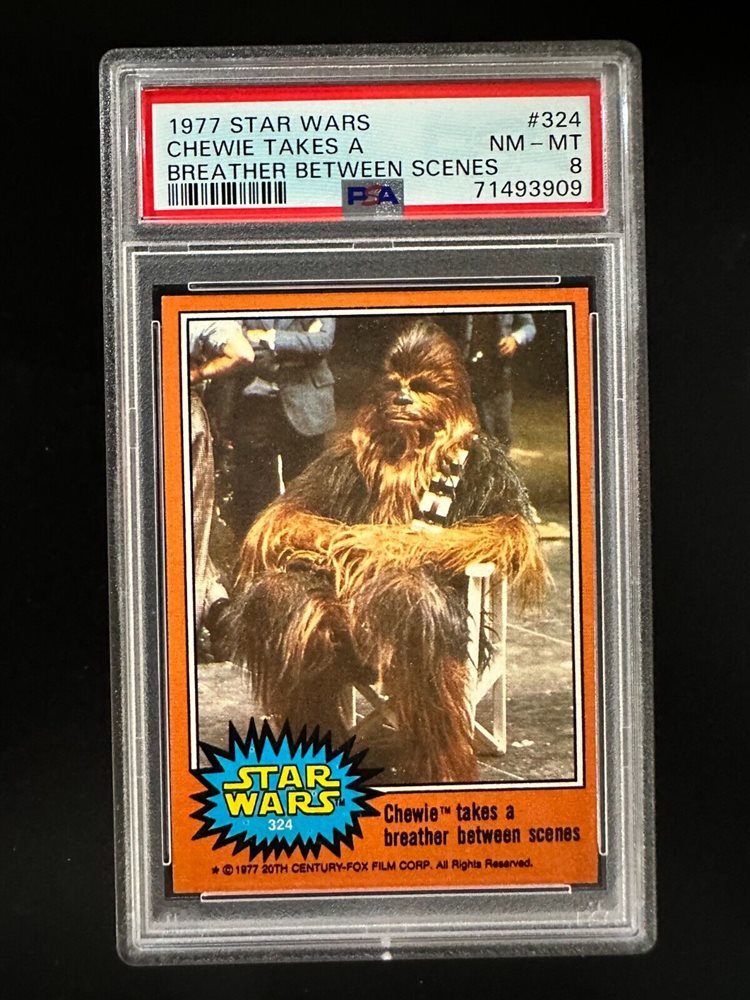 1977 STAR WARS #324
CHEWIE TAKES A NM - MT
BREATHER BETWEEN SCENES 8
PSA 71493909
STAR
WARS™
324
Chewie™ takes a
breather between scenes
★ © 1977 20TH CENTURY-FOX FILM CORP. All Rights Reserved.